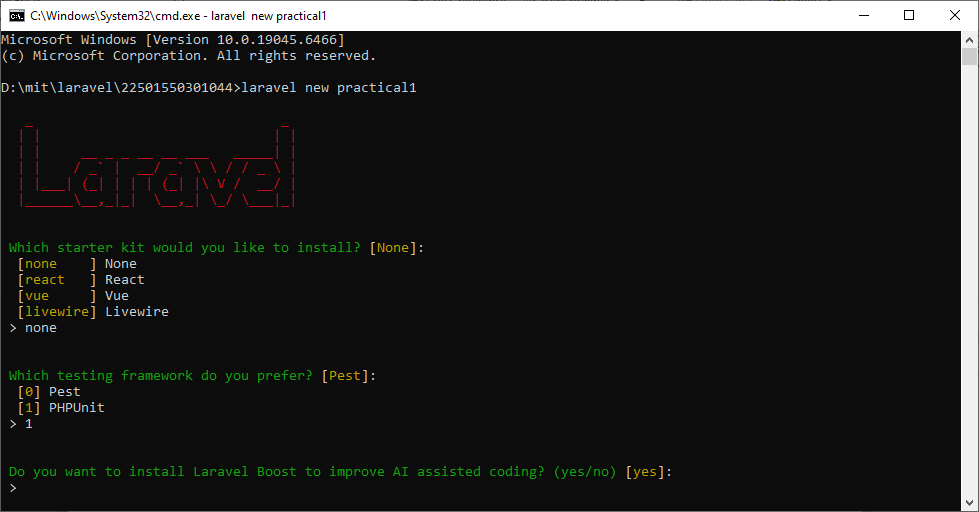 C:\Windows\System32\cmd.exe - laravel  new practical1
Microsoft Windows [Version 10.0.19045.6466]
(c) Microsoft Corporation. All rights reserved.
D:\mit\laravel\22501550301044>laravel new practical1
Laravel
Which starter kit would you like to install? [None]:
[none    ] None
[react   ] React
[vue     ] Vue
[livewire] Livewire
> none
Which testing framework do you prefer? [Pest]:
[0] Pest
[1] PHPUnit
> 1
Do you want to install Laravel Boost to improve AI assisted coding? (yes/no) [yes]:
>